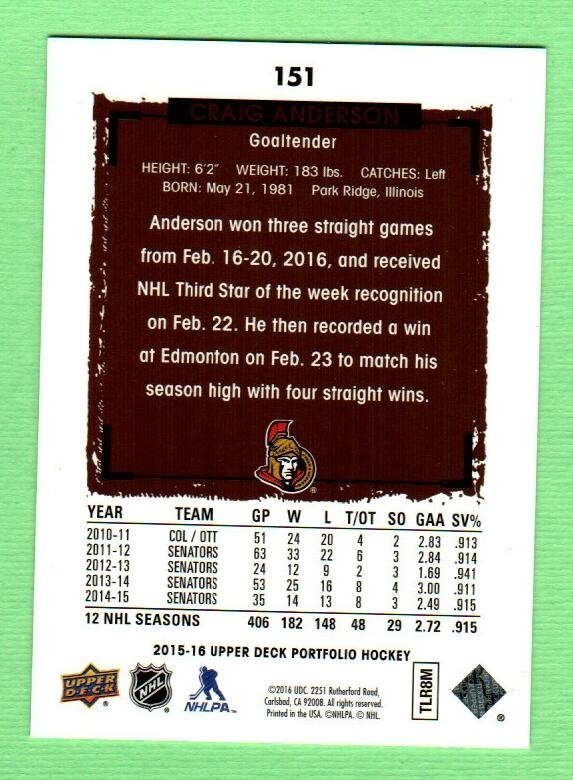 151
CRAIG ANDERSON
Goaltender
HEIGHT: 6'2" WEIGHT: 183 lbs. CATCHES: Left
BORN: May 21, 1981 Park Ridge, Illinois
Anderson won three straight games
from Feb. 16-20, 2016, and received
NHL Third Star of the week recognition
on Feb. 22. He then recorded a win
at Edmonton on Feb. 23 to match his
season high with four straight wins.
®
YEAR TEAM GP W L T/OT SO GAA SV%
2010-11 COL / OTT 51 24 20 4 2 2.83 .913
2011-12 SENATORS 63 33 22 6 3 2.84 .914
2012-13 SENATORS 24 12 9 2 3 1.69 .941
2013-14 SENATORS 53 25 16 8 4 3.00 .911
2014-15 SENATORS 35 14 13 8 3 2.49 .915
12 NHL SEASONS 406 182 148 48 29 2.72 .915
2015-16 UPPER DECK PORTFOLIO HOCKEY
UPPER DECK ®
NHL ®
NHLPA ™
©2016 UDC. 2251 Rutherford Road,
Carlsbad, CA 92008. All rights reserved.
Printed in the USA. ©NHLPA. © NHL.
TLR8M
®